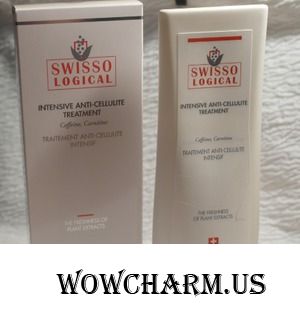 SWISSO
LOGICAL
INTENSIVE ANTI-CELLULITE
TREATMENT
Caffeine, Carnitine
TRAITEMENT ANTI-CELLULITE
INTENSIF
THE FRESHNESS OF
PLANT EXTRACTS
SWISSO
LOGICAL
INTENSIVE ANTI-CELLULITE
TREATMENT
Caffeine, Carnitine
TRAITEMENT ANTI-CELLULITE
INTENSIF
THE FRESHNESS
OF PLANT EXTRACTS
WOWCHARM.US